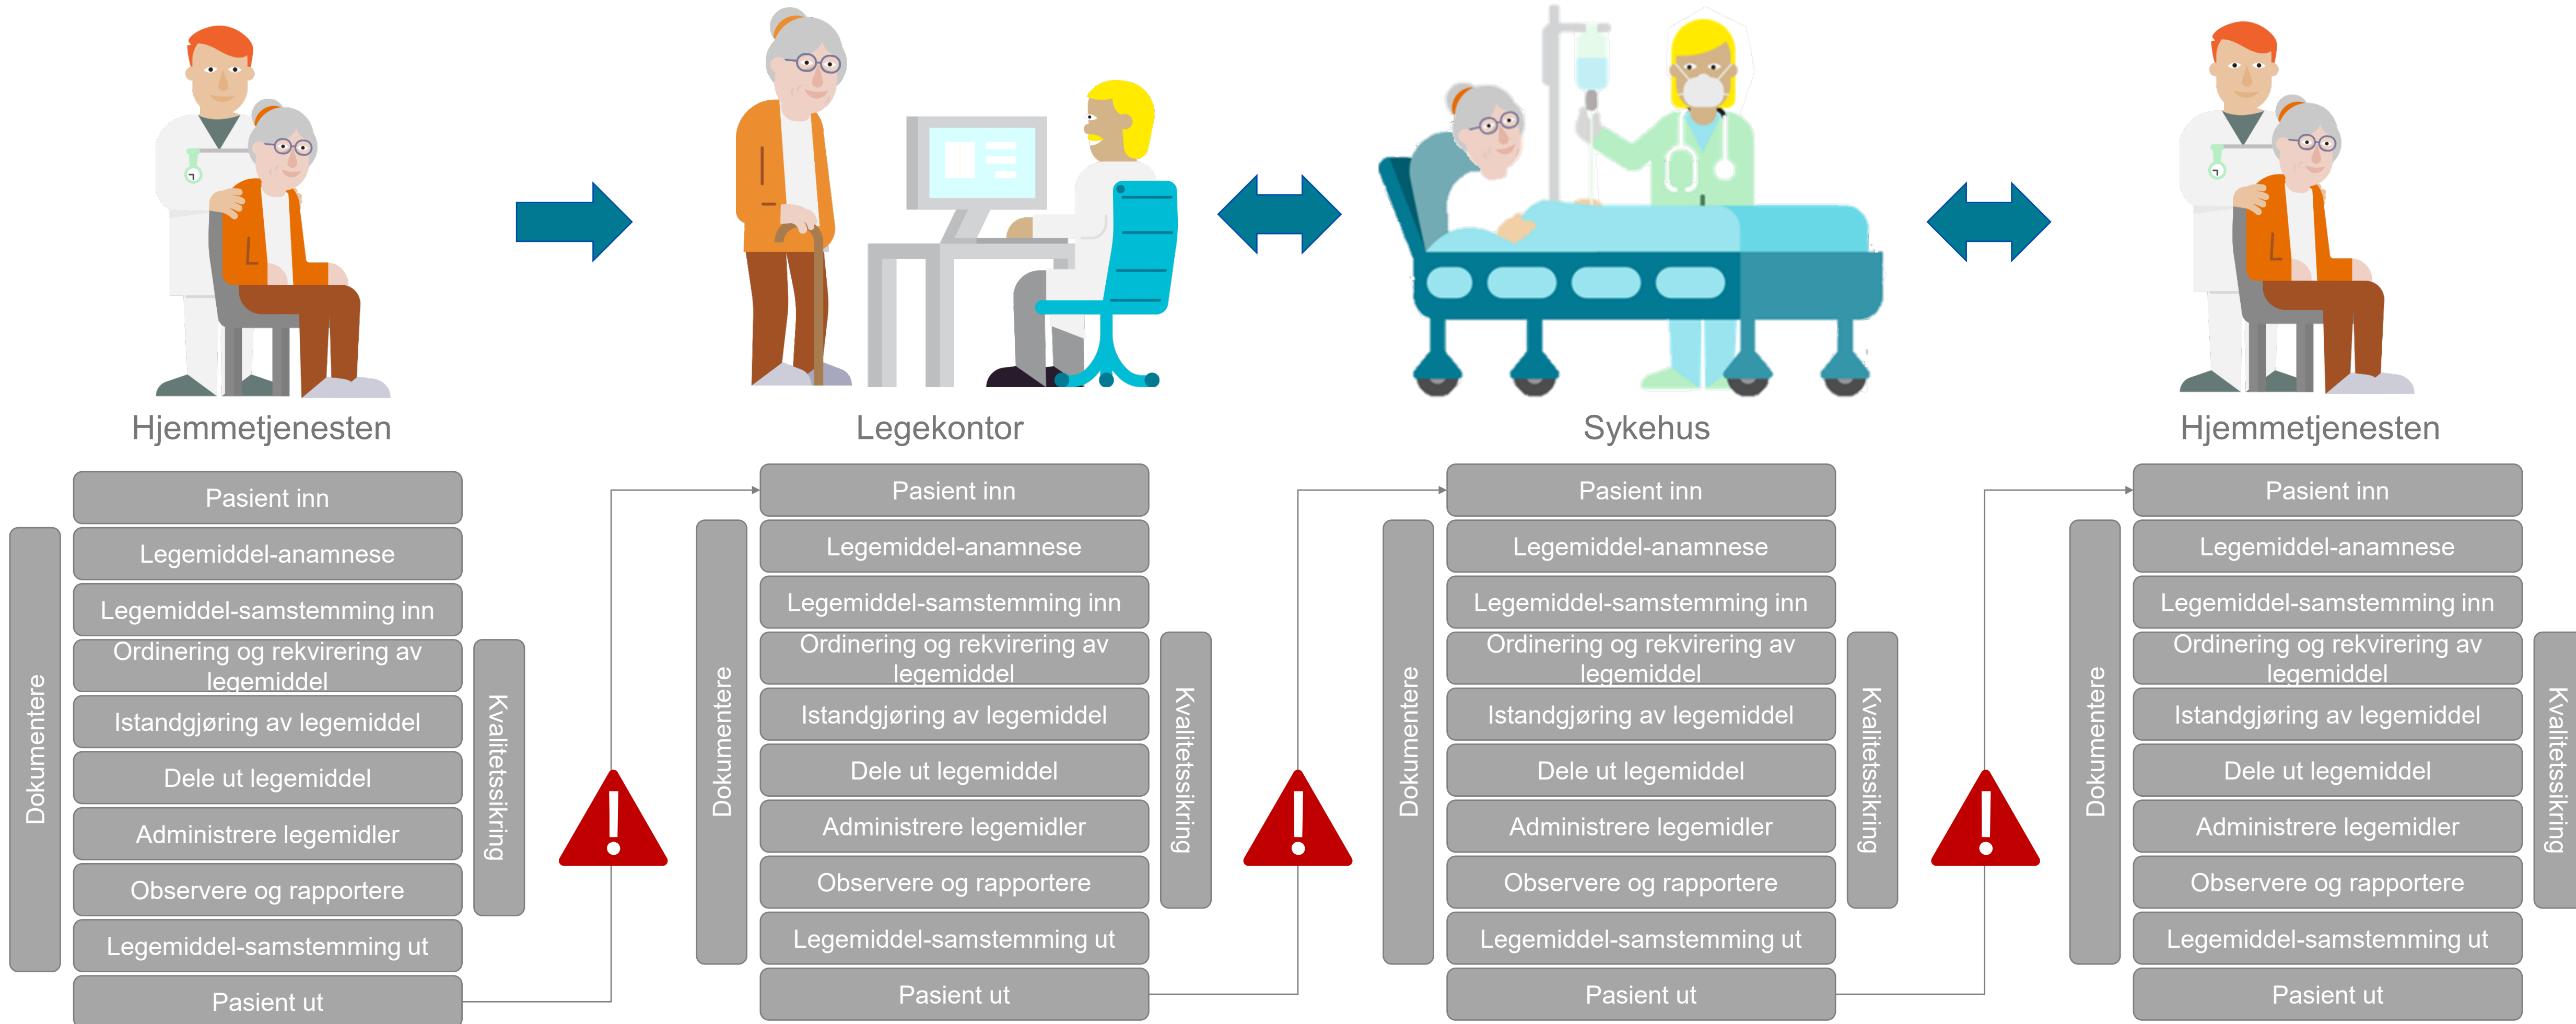 Hjemmetjenesten
Pasient inn
Dokumentere
Legemiddel-anamnese
Legemiddel-samstemming inn
Ordinering og rekvirering av
legemiddel
Istandgjøring av legemiddel
Dele ut legemiddel
Administrere legemidler
Observere og rapportere
Legemiddel-samstemming ut
Pasient ut
Kvalitetssikring
Legekontor
Pasient inn
Dokumentere
Legemiddel-anamnese
Legemiddel-samstemming inn
Ordinering og rekvirering av
legemiddel
Istandgjøring av legemiddel
Dele ut legemiddel
Administrere legemidler
Observere og rapportere
Legemiddel-samstemming ut
Pasient ut
Kvalitetssikring
Sykehus
Pasient inn
Dokumentere
Legemiddel-anamnese
Legemiddel-samstemming inn
Ordinering og rekvirering av
legemiddel
Istandgjøring av legemiddel
Dele ut legemiddel
Administrere legemidler
Observere og rapportere
Legemiddel-samstemming ut
Pasient ut
Kvalitetssikring
Hjemmetjenesten
Pasient inn
Dokumentere
Legemiddel-anamnese
Legemiddel-samstemming inn
Ordinering og rekvirering av
legemiddel
Istandgjøring av legemiddel
Dele ut legemiddel
Administrere legemidler
Observere og rapportere
Legemiddel-samstemming ut
Pasient ut
Kvalitetssikring